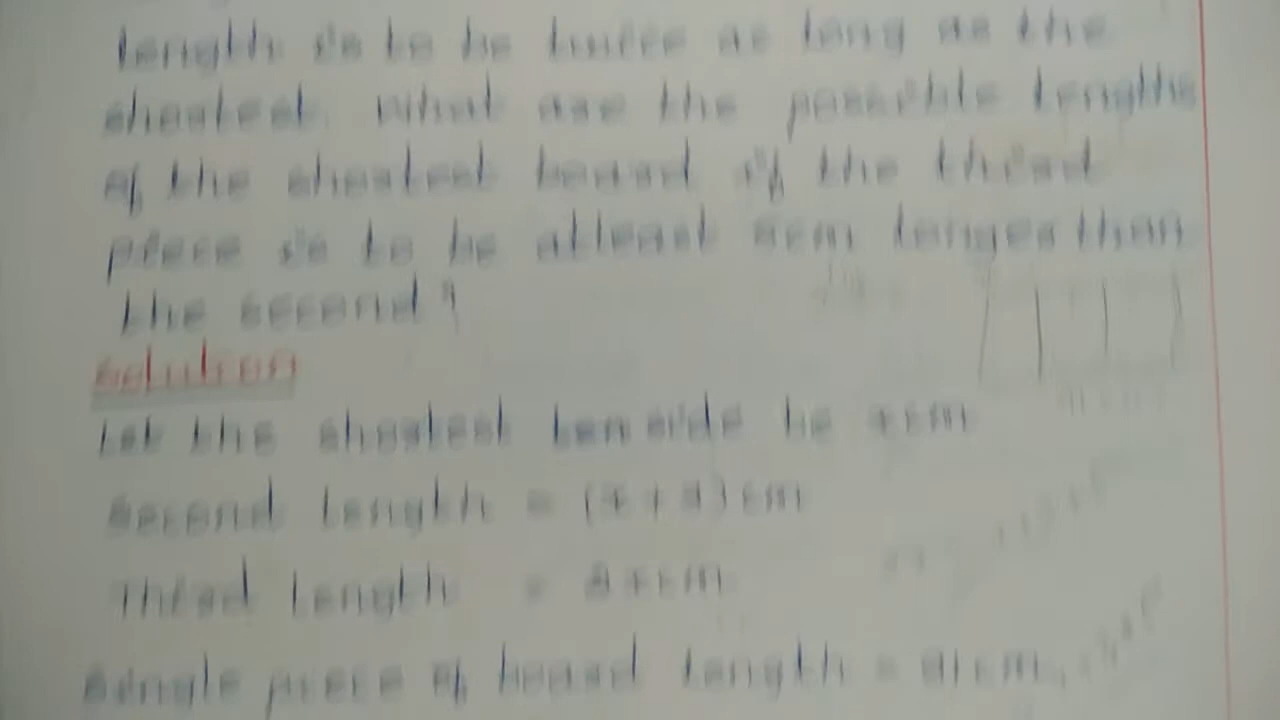 length is to be twice as long as the
shortest. What are the possible lengths
of the shortest board if the third
piece is to be atleast 5cm longer than
the second?
Solution
Let the shortest be xcm
Second length = (x + 3) cm
Third length = 2xcm
Single piece of board length = 91cm.